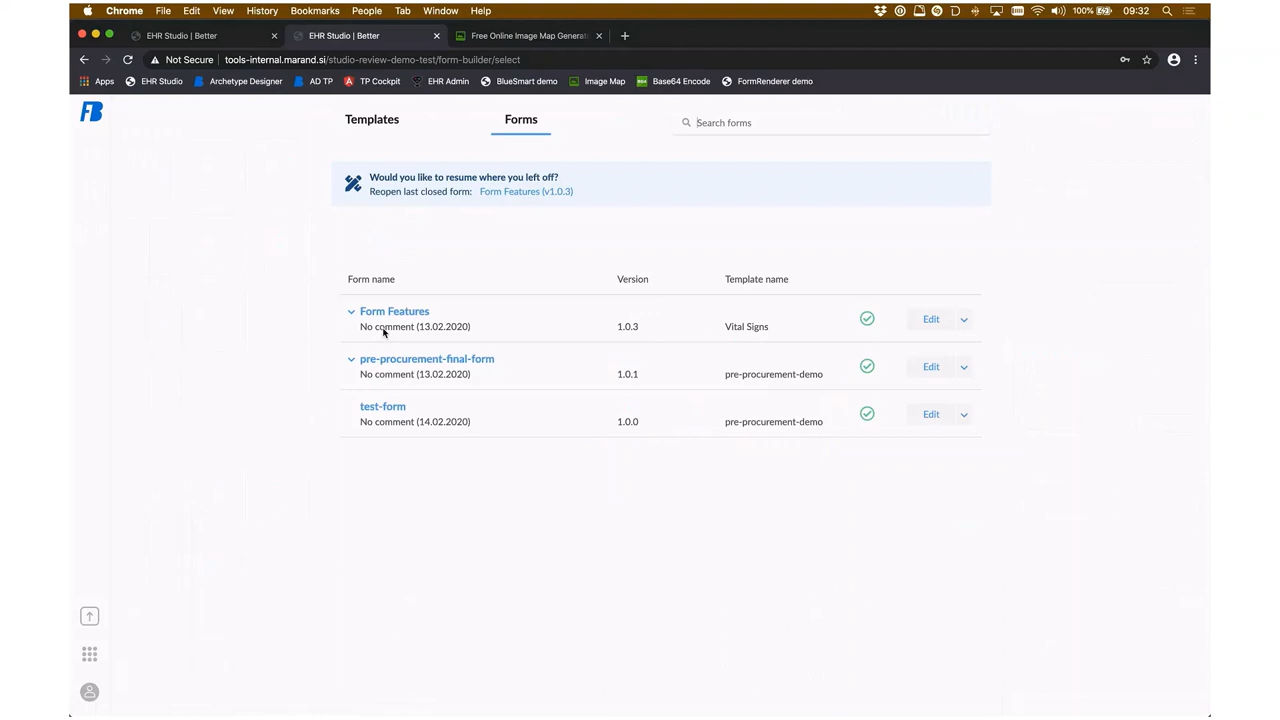 Chrome File Edit View History Bookmarks People Tab Window Help 100% 09:32
EHR Studio | Better EHR Studio | Better Free Online Image Map Generat
Not Secure tools-internal.marand.si/studio-review-demo-test/form-builder/select
Apps EHR Studio Archetype Designer AD TP TP Cockpit EHR Admin BlueSmart demo Image Map Base64 Encode FormRenderer demo
Templates Forms Search forms
Would you like to resume where you left off?
Reopen last closed form: Form Features (v1.0.3)
Form name Version Template name
Form Features
No comment (13.02.2020) 1.0.3 Vital Signs Edit
pre-procurement-final-form
No comment (13.02.2020) 1.0.1 pre-procurement-demo Edit
test-form
No comment (14.02.2020) 1.0.0 pre-procurement-demo Edit